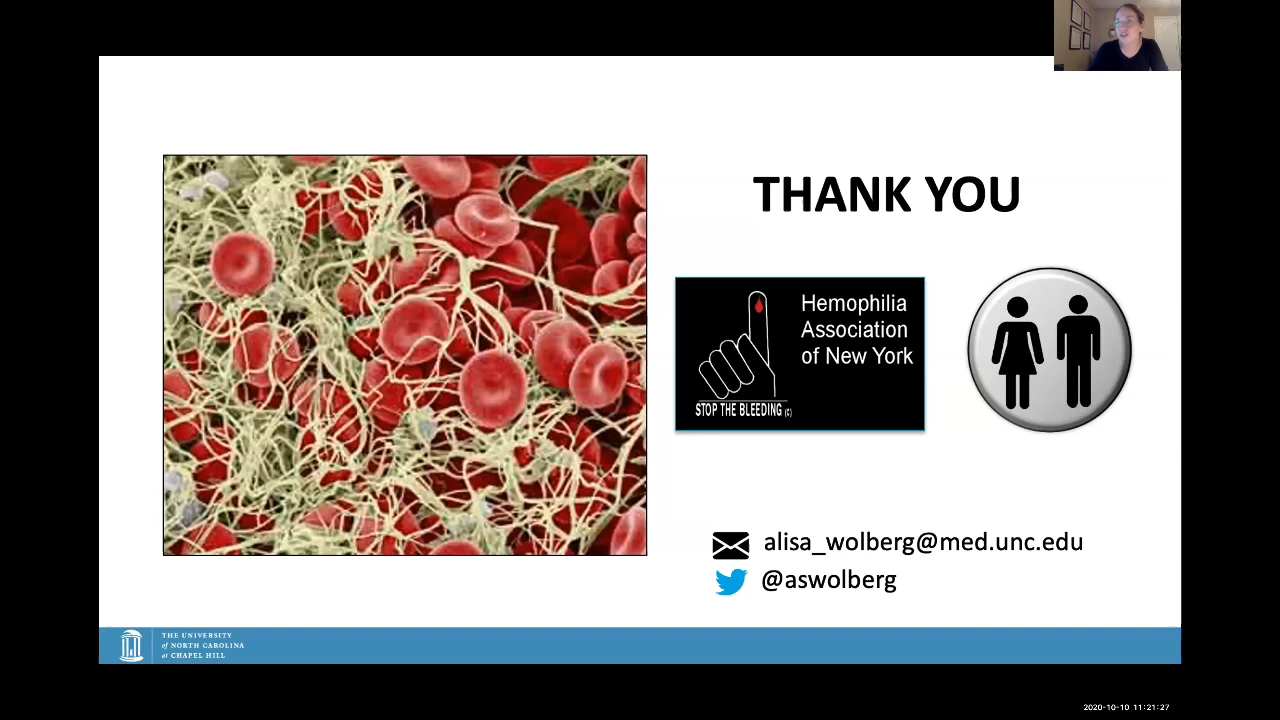 THANK YOU
Hemophilia
Association
of New York
STOP THE BLEEDING (C)
alisa_wolberg@med.unc.edu
@aswolberg
THE UNIVERSITY
of NORTH CAROLINA
at CHAPEL HILL
2020-10-10 11:21:27